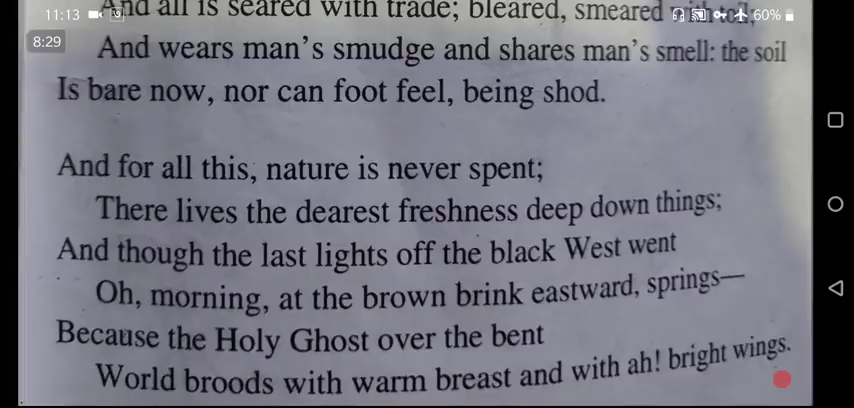 11:13
60%
8:29
And all is seared with trade; bleared, smeared
And wears man's smudge and shares man's smell: the soil
Is bare now, nor can foot feel, being shod.
And for all this, nature is never spent;
There lives the dearest freshness deep down things;
And though the last lights off the black West went
Oh, morning, at the brown brink eastward, springs—
Because the Holy Ghost over the bent
World broods with warm breast and with ah! bright wings.